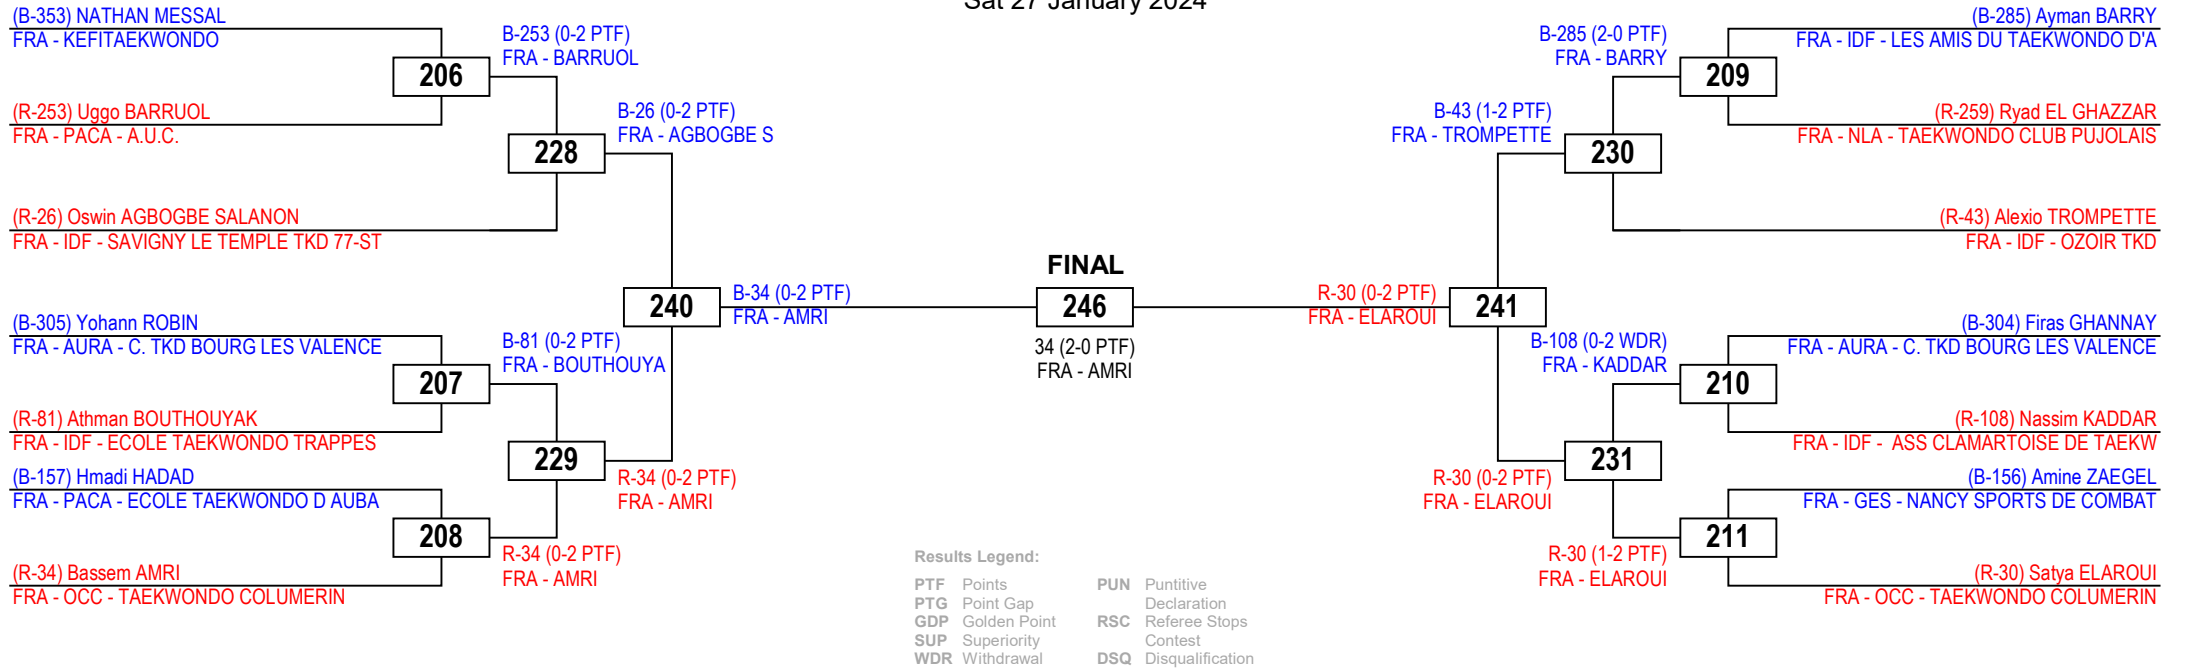 Sat 27 January 2024
(B-353) NATHAN MESSAL
FRA - KEFITAEKWONDO
206
(R-253) Uggo BARRUOL
FRA - PACA - A.U.C.
B-253 (0-2 PTF)
FRA - BARRUOL
228
(R-26) Oswin AGBOGBE SALANON
FRA - IDF - SAVIGNY LE TEMPLE TKD 77-ST
B-26 (0-2 PTF)
FRA - AGBOGBE S
240
(B-305) Yohann ROBIN
FRA - AURA - C. TKD BOURG LES VALENCE
207
(R-81) Athman BOUTHOUYAK
FRA - IDF - ECOLE TAEKWONDO TRAPPES
B-81 (0-2 PTF)
FRA - BOUTHOUYA
229
(B-157) Hmadi HADAD
FRA - PACA - ECOLE TAEKWONDO D AUBA
208
(R-34) Bassem AMRI
FRA - OCC - TAEKWONDO COLUMERIN
R-34 (0-2 PTF)
FRA - AMRI
R-34 (0-2 PTF)
FRA - AMRI
B-34 (0-2 PTF)
FRA - AMRI
FINAL
246
34 (2-0 PTF)
FRA - AMRI
R-30 (0-2 PTF)
FRA - ELAROUI
241
B-43 (1-2 PTF)
FRA - TROMPETTE
230
B-285 (2-0 PTF)
FRA - BARRY
209
(B-285) Ayman BARRY
FRA - IDF - LES AMIS DU TAEKWONDO D'A
(R-259) Ryad EL GHAZZAR
FRA - NLA - TAEKWONDO CLUB PUJOLAIS
(R-43) Alexio TROMPETTE
FRA - IDF - OZOIR TKD
B-108 (0-2 WDR)
FRA - KADDAR
210
(B-304) Firas GHANNAY
FRA - AURA - C. TKD BOURG LES VALENCE
(R-108) Nassim KADDAR
FRA - IDF -  ASS CLAMARTOISE DE TAEKW
R-30 (0-2 PTF)
FRA - ELAROUI
231
(B-156) Amine ZAEGEL
FRA - GES - NANCY SPORTS DE COMBAT
211
R-30 (1-2 PTF)
FRA - ELAROUI
(R-30) Satya ELAROUI
FRA - OCC - TAEKWONDO COLUMERIN
Results Legend:
PTF Points
PTG Point Gap
GDP Golden Point
SUP Superiority
WDR Withdrawal
PUN Puntitive
Declaration
RSC Referee Stops
Contest
DSQ Disqualification